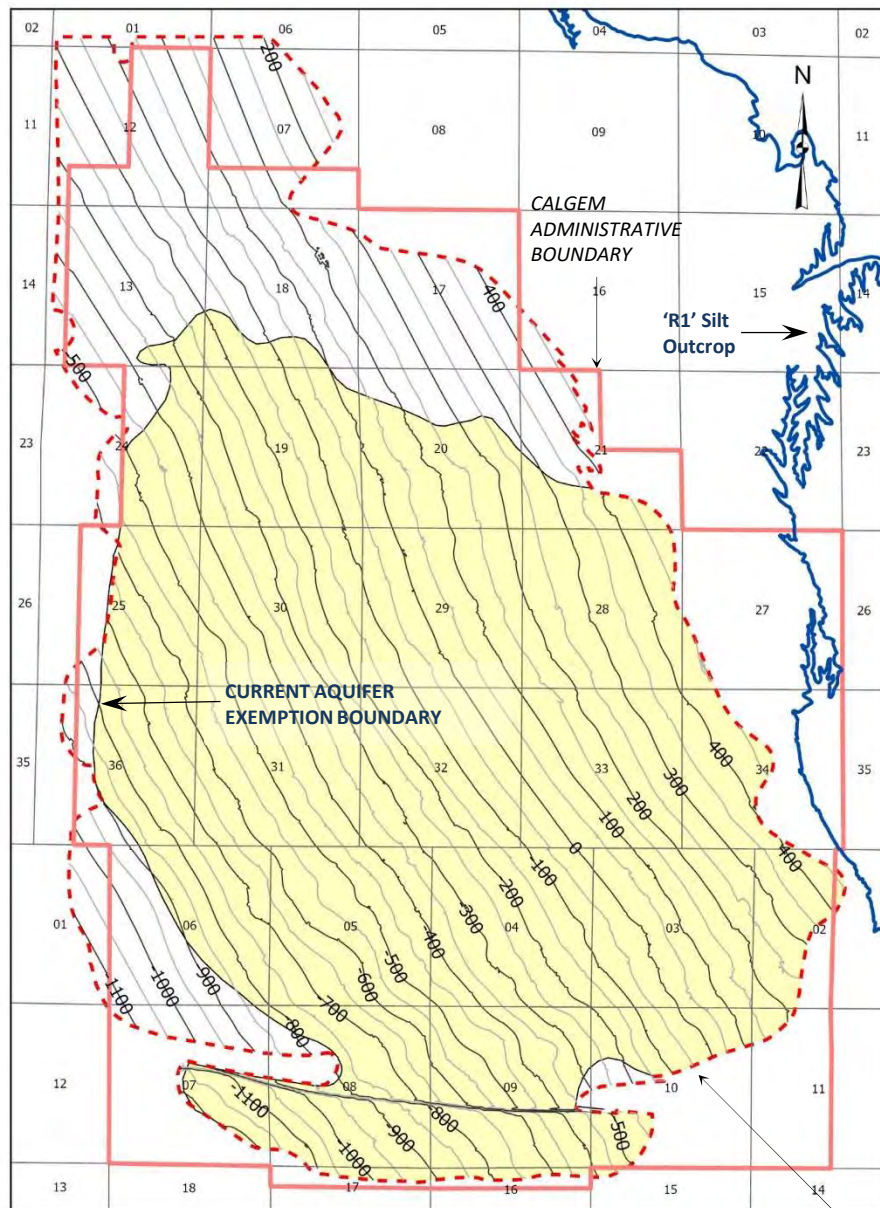 02 01 06 05 04 03 02
200
N
11 12 07 08 09 10 11
CALGEM
ADMINISTRATIVE
BOUNDARY
14 13 18 17 16 15 14
400
'R1' Silt
Outcrop
-500
23 24 19 20 21 22 23
26 25 30 29 28 27 26
CURRENT AQUIFER
EXEMPTION BOUNDARY
35 36 31 32 33 34 35
400
300
200
100
0
400
-100
200
-300
-400
-500
-600
-700
-800
-900
-1000
-1100
01 06 05 04 03 02
12 07 08 09 10 11
-1100
-1000
-900
-800
-500
13 18 17 16 15 14